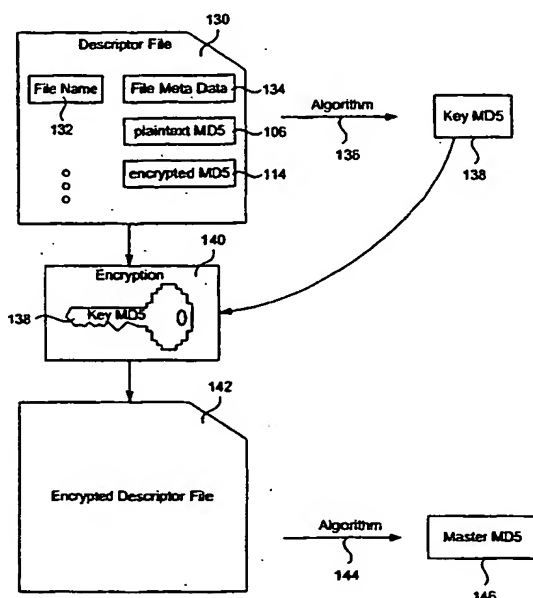 Descriptor File
130
File Name
132
File Meta Data
134
plaintext MD5
106
encrypted MD5
114
Algorithm
136
Key MD5
138
140
Encryption
138
Key MD5
142
Encrypted Descriptor File
Algorithm
144
Master MD5
146